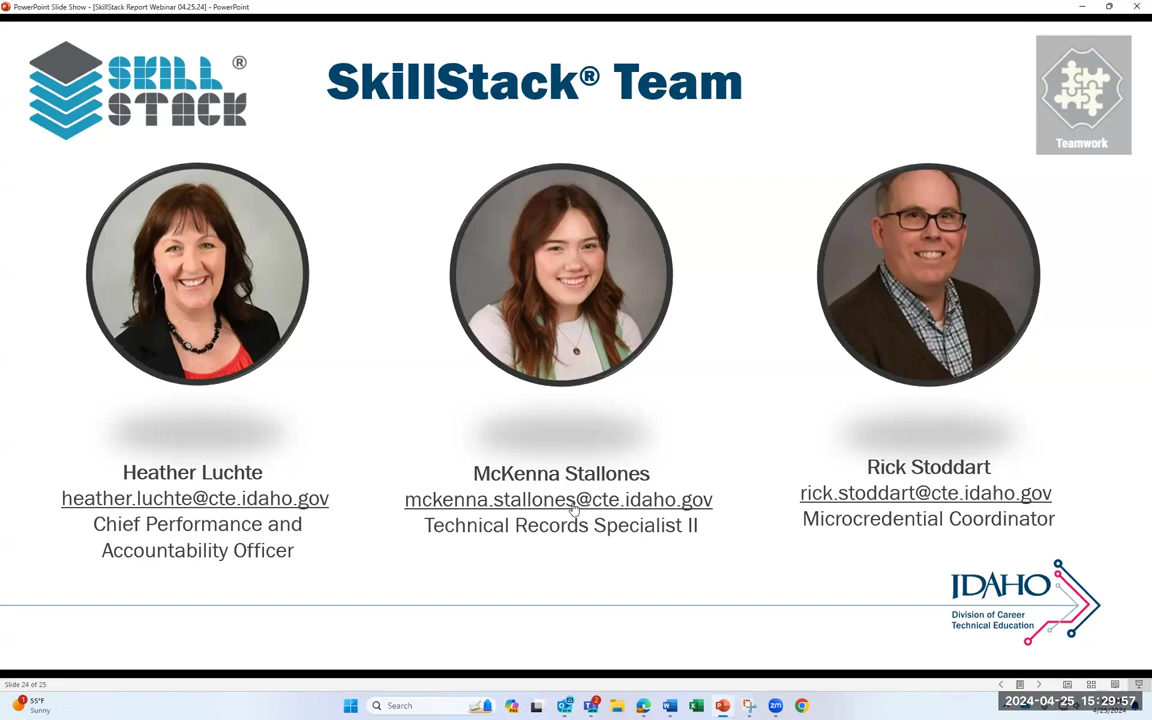 PowerPoint Slide Show - [SkillStack Report Webinar 04.25.24] - PowerPoint
SKILL®
STACK
SkillStack® Team
Teamwork
Heather Luchte
heather.luchte@cte.idaho.gov
Chief Performance and
Accountability Officer
McKenna Stallones
mckenna.stallones@cte.idaho.gov
Technical Records Specialist II
Rick Stoddart
rick.stoddart@cte.idaho.gov
Microcredential Coordinator
IDAHO
Division of Career
Technical Education
Slide 24 of 25
1
55°F
Sunny
Search
2
zm
2024-04-25 15:29:57